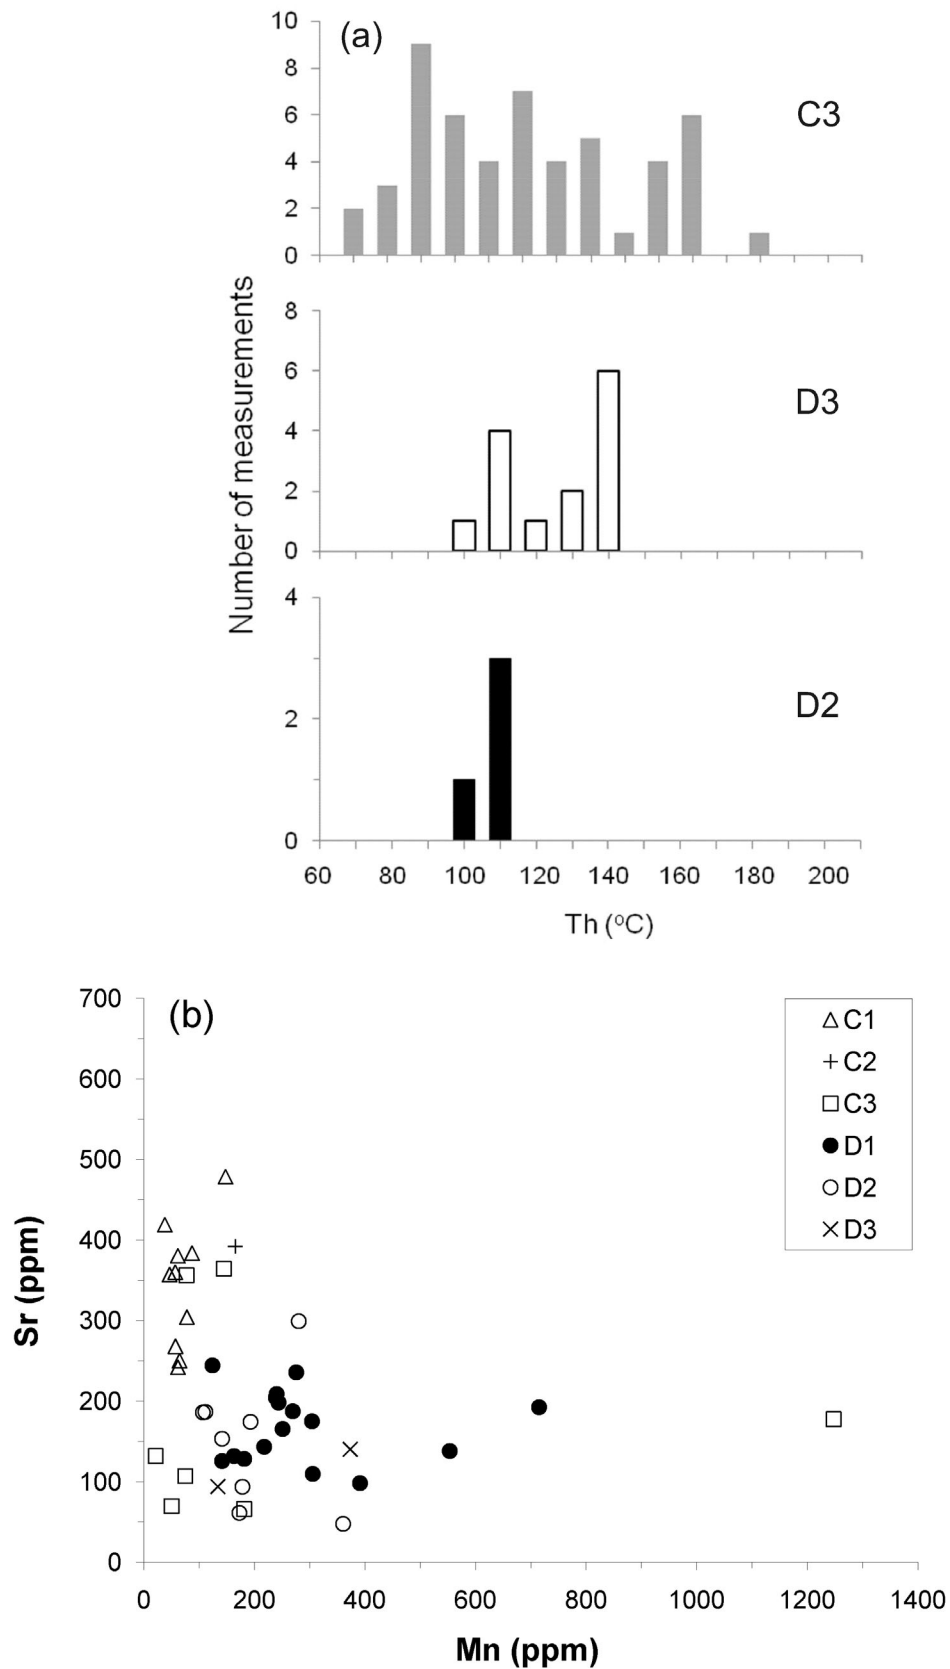 (a)
10
8
6
4
2
0
C3
8
6
4
2
0
D3
4
2
0
D2
Number of measurements
60 80 100 120 140 160 180 200
Th (ºC)
(b)
700
600
500
400
300
200
100
0
Sr (ppm)
C1
C2
C3
D1
D2
D3
0 200 400 600 800 1000 1200 1400
Mn (ppm)